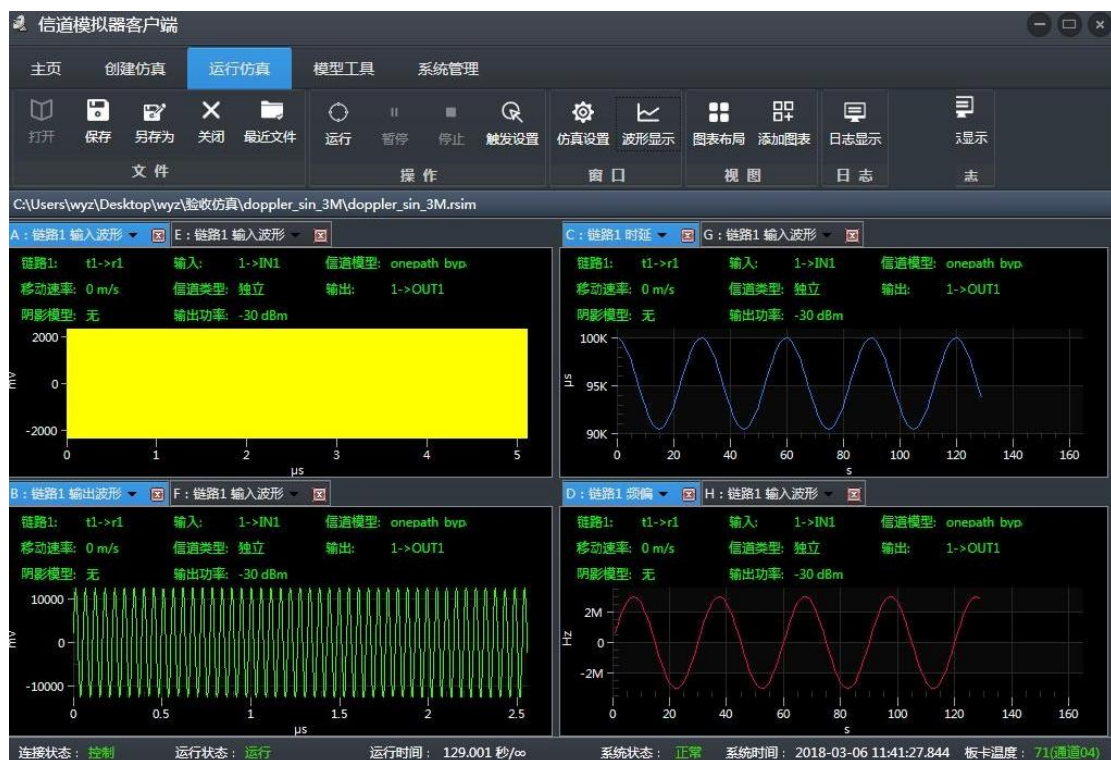 信道模拟器客户端
主页 创建仿真 运行仿真 模型工具 系统管理
打开 保存 另存为 关闭 最近文件 运行 暂停 停止 触发设置 仿真设置 波形显示 图表布局 添加图表 日志显示 显示
文件 操作 窗口 视图 日志 志
C:\Users\wyz\Desktop\wyz\验收仿真\doppler_sin_3M\doppler_sin_3M.rsim
A : 链路1 输入波形 E : 链路1 输入波形
链路1: t1->r1 输入: 1->IN1 信道模型: onepath byp
移动速率: 0 m/s 信道类型: 独立 输出: 1->OUT1
阴影模型: 无 输出功率: -30 dBm
2000
0
-2000
mV
0 1 2 3 4 5
μs
C : 链路1 时延 G : 链路1 输入波形
链路1: t1->r1 输入: 1->IN1 信道模型: onepath byp
移动速率: 0 m/s 信道类型: 独立 输出: 1->OUT1
阴影模型: 无 输出功率: -30 dBm
100K
95K
90K
μs
0 20 40 60 80 100 120 140 160
s
B : 链路1 输出波形 F : 链路1 输入波形
链路1: t1->r1 输入: 1->IN1 信道模型: onepath byp
移动速率: 0 m/s 信道类型: 独立 输出: 1->OUT1
阴影模型: 无 输出功率: -30 dBm
10000
0
-10000
mV
0 0.5 1 1.5 2 2.5
μs
D : 链路1 频偏 H : 链路1 输入波形
链路1: t1->r1 输入: 1->IN1 信道模型: onepath byp
移动速率: 0 m/s 信道类型: 独立 输出: 1->OUT1
阴影模型: 无 输出功率: -30 dBm
2M
0
-2M
Hz
0 20 40 60 80 100 120 140 160
s
连接状态 : 控制 运行状态 : 运行 运行时间 : 129.001 秒/∞ 系统状态 : 正常 系统时间 : 2018-03-06 11:41:27.844 板卡温度 : 71(通道04)